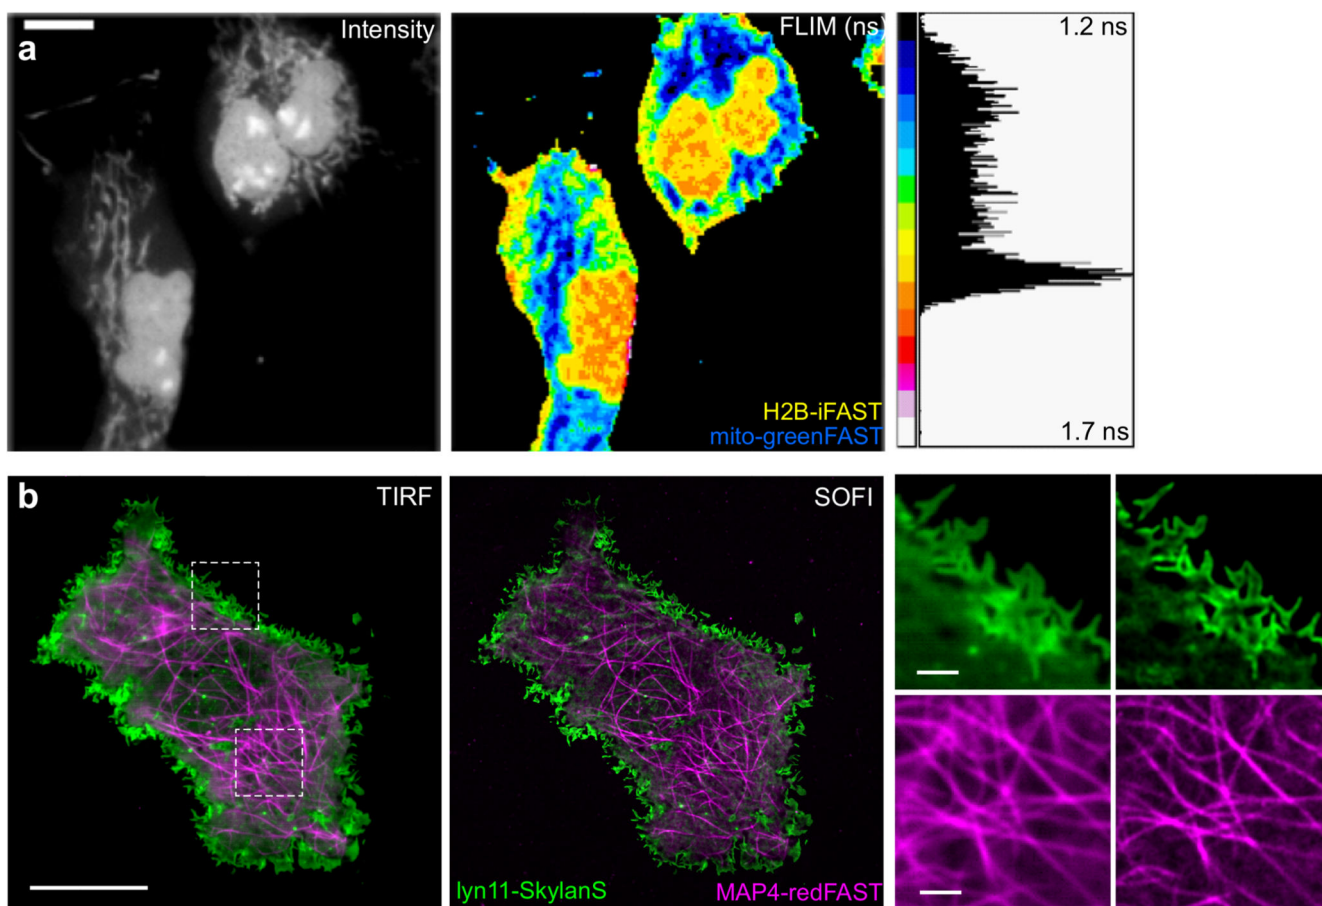 a
Intensity
FLIM (ns)
H2B-iFAST
mito-greenFAST
1.2 ns
1.7 ns
b
TIRF
SOFI
lyn11-SkylanS
MAP4-redFAST